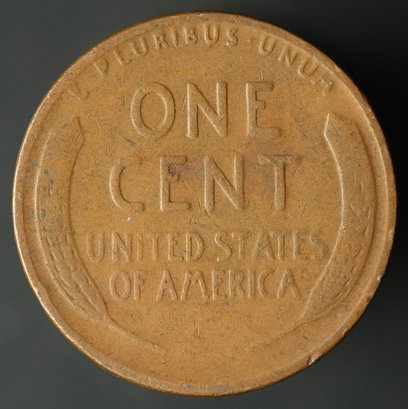 E PLURIBUS · UNUM
ONE
CENT
UNITED STATES
OF AMERICA